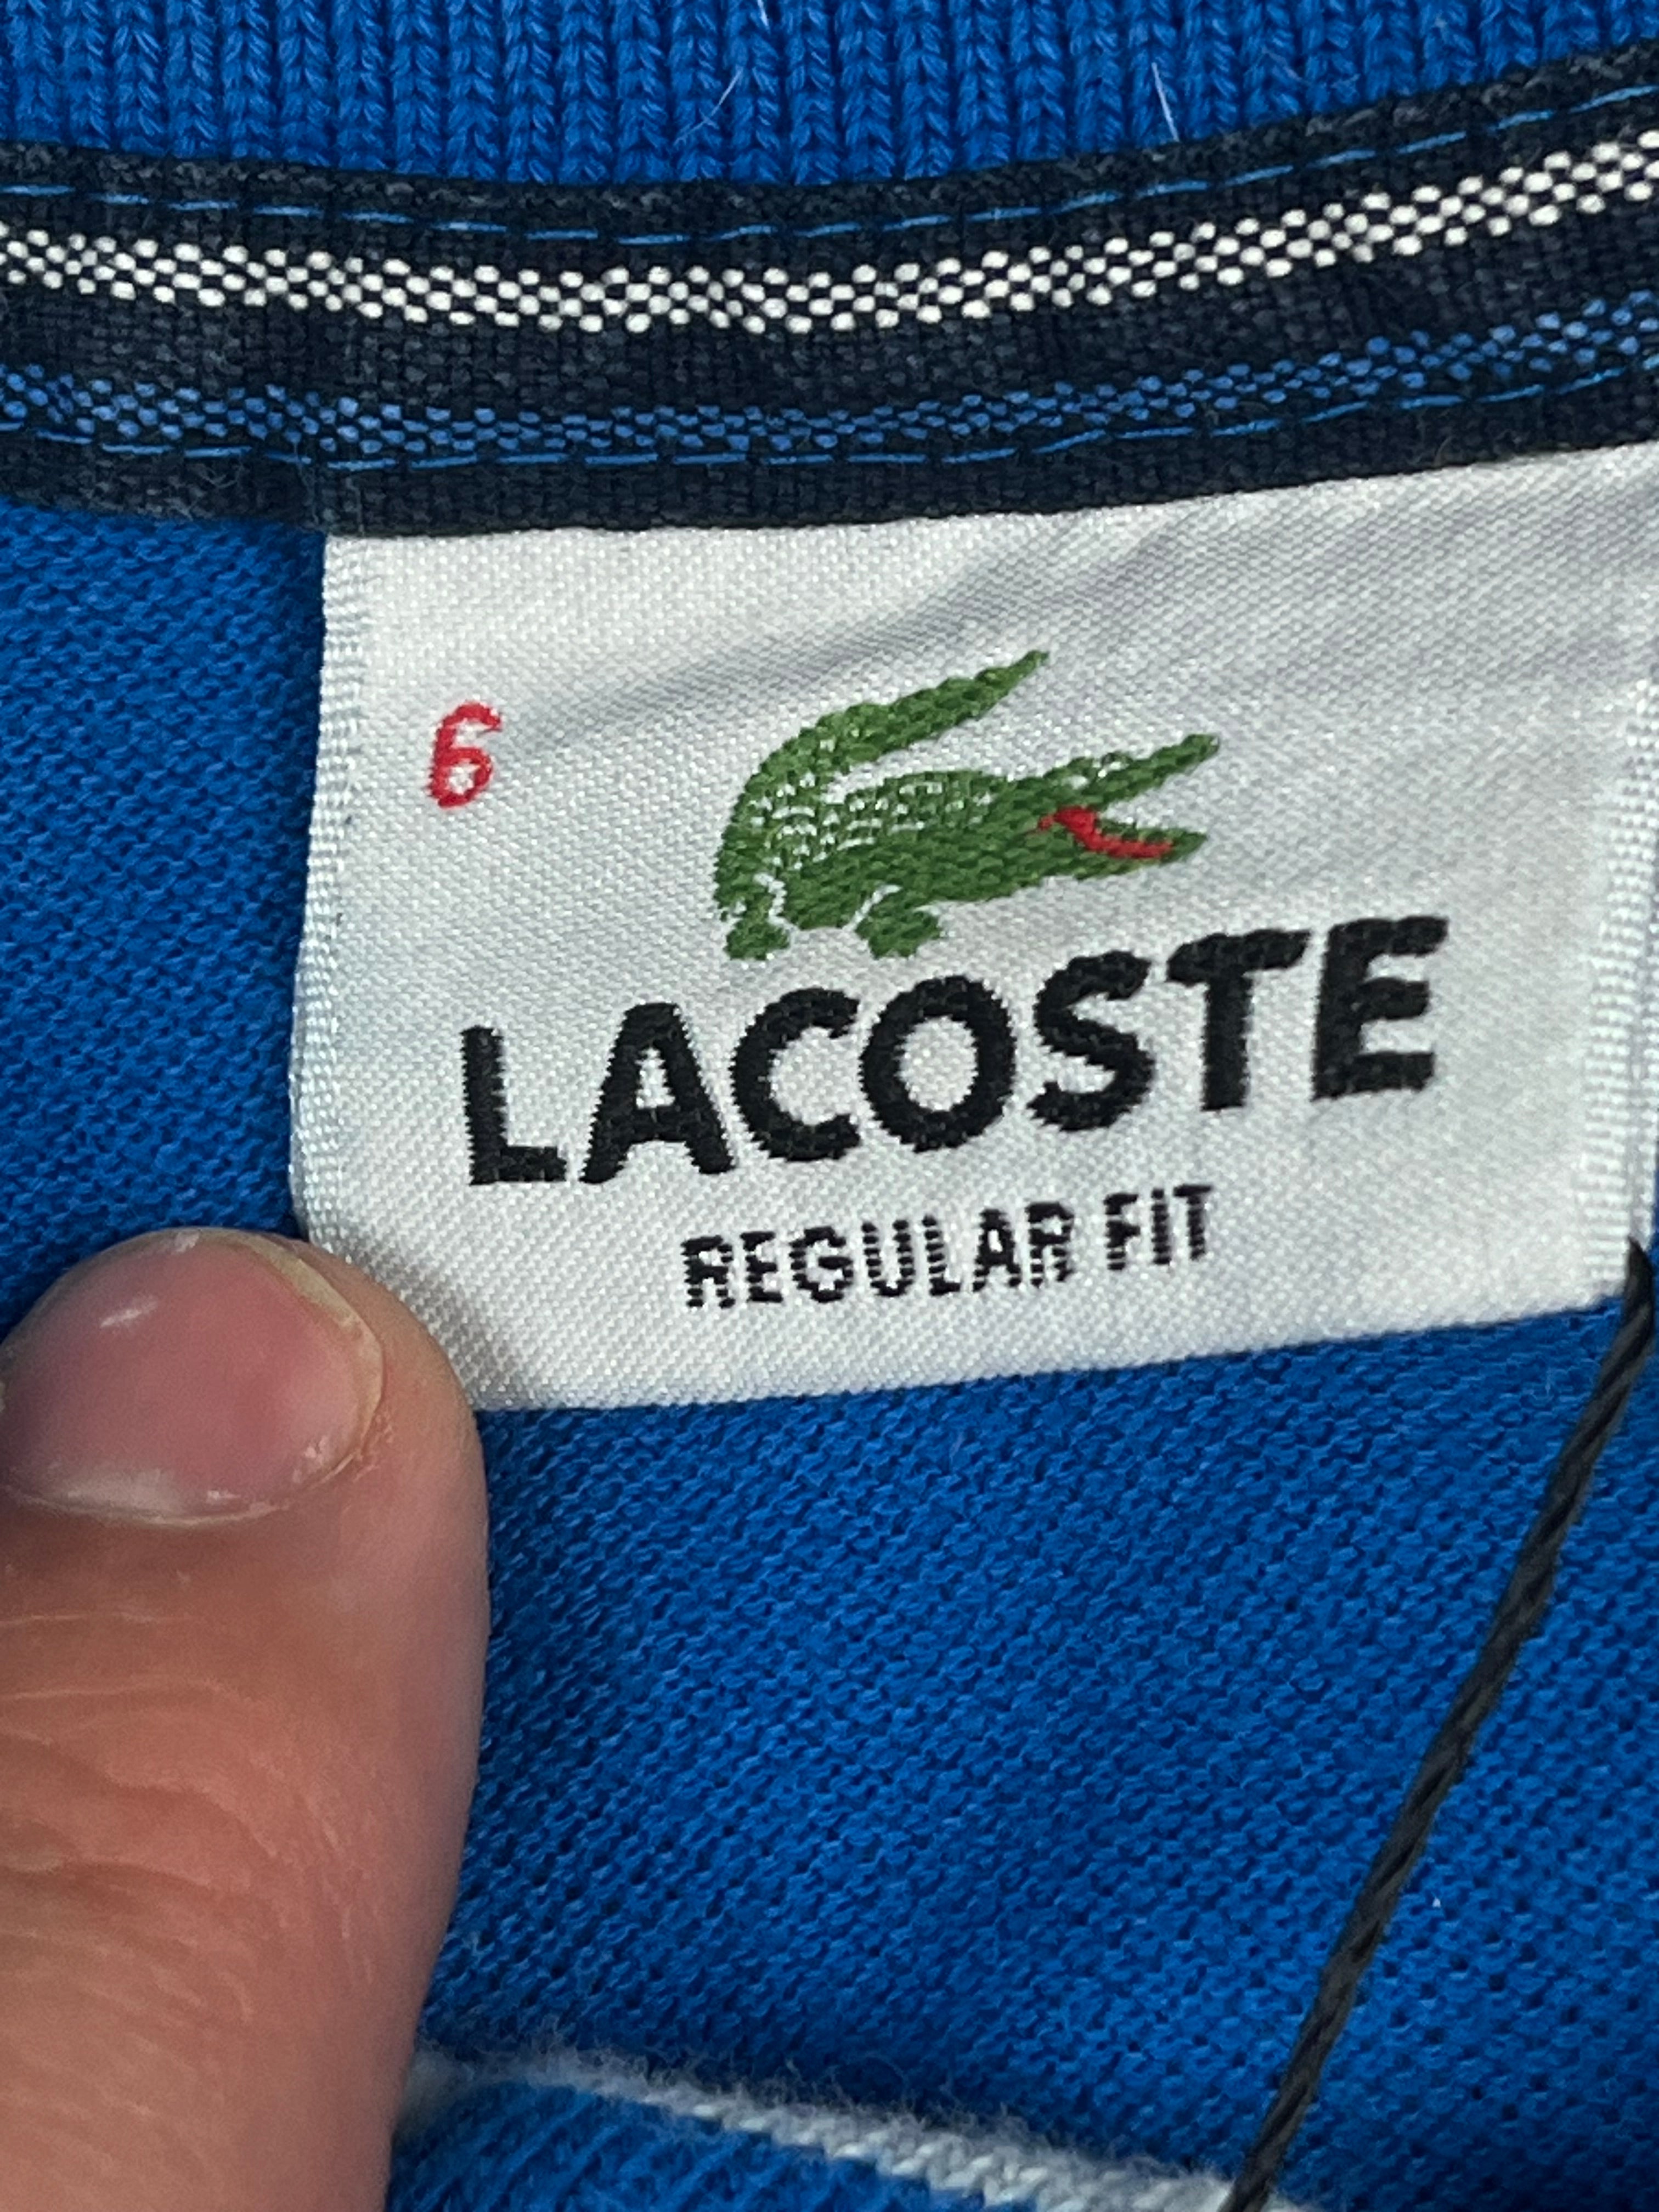 6
LACOSTE
REGULAR FIT